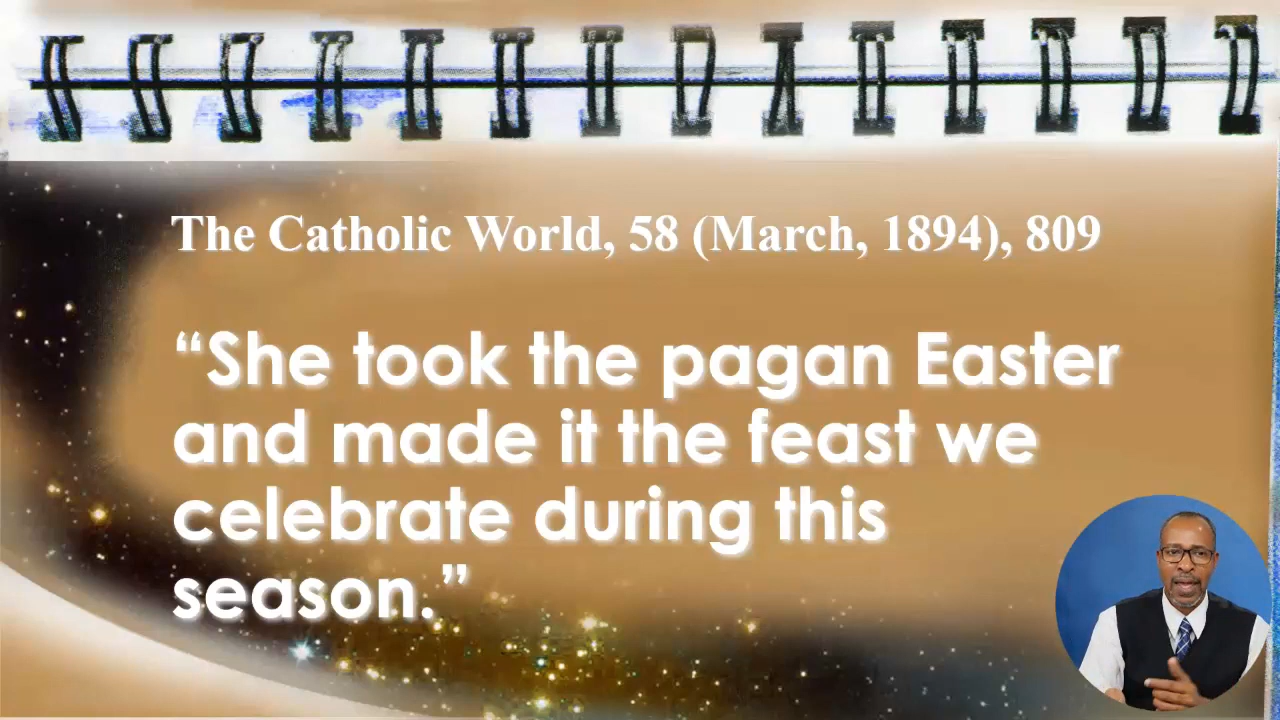 The Catholic World, 58 (March, 1894), 809
“She took the pagan Easter
and made it the feast we
celebrate during this
season.”